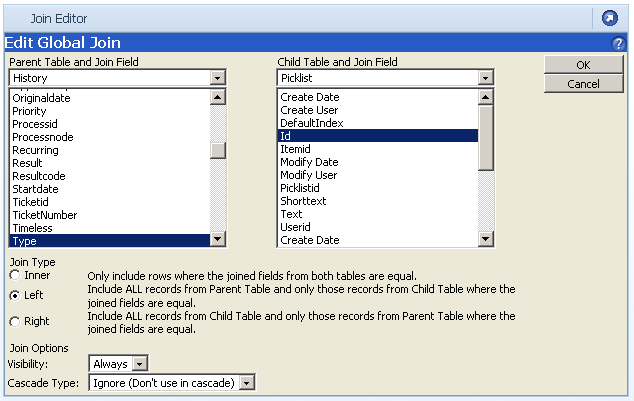 Join Editor
Edit Global Join
?
Parent Table and Join Field
Child Table and Join Field
OK
Cancel
History
Picklist
Originaldate
Priority
Processid
Processnode
Recurring
Result
Resultcode
Startdate
Ticketid
TicketNumber
Timeless
Type
Create Date
Create User
DefaultIndex
Id
Itemid
Modify Date
Modify User
Picklistid
Shorttext
Text
Userid
Create Date
Join Type
Inner
Only include rows where the joined fields from both tables are equal.
Left
Include ALL records from Parent Table and only those records from Child Table where the
joined fields are equal.
Right
Include ALL records from Child Table and only those records from Parent Table where the
joined fields are equal.
Join Options
Visibility:
Always
Cascade Type:
Ignore (Don't use in cascade)